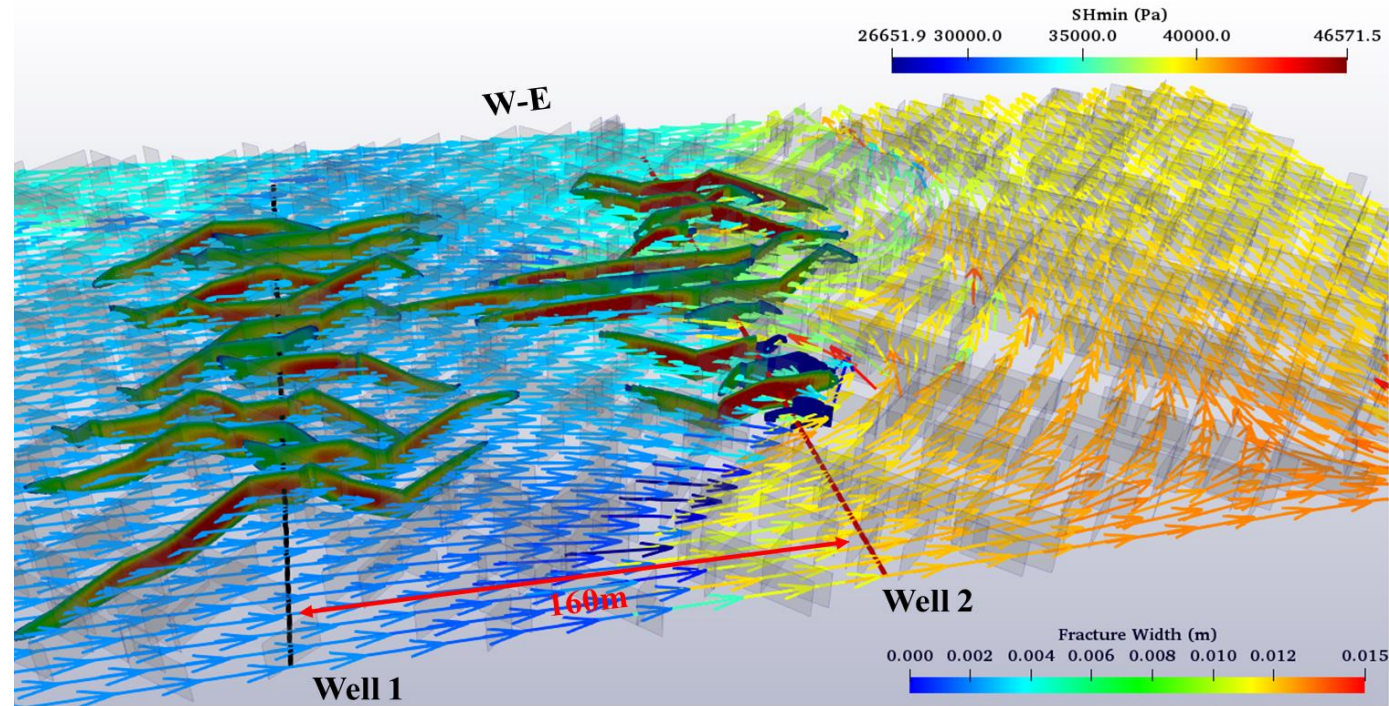 SHmin (Pa)
26651.9 30000.0 35000.0 40000.0 46571.5
W-E
160m
Well 2
Well 1
Fracture Width (m)
0.000 0.002 0.004 0.006 0.008 0.010 0.012 0.015